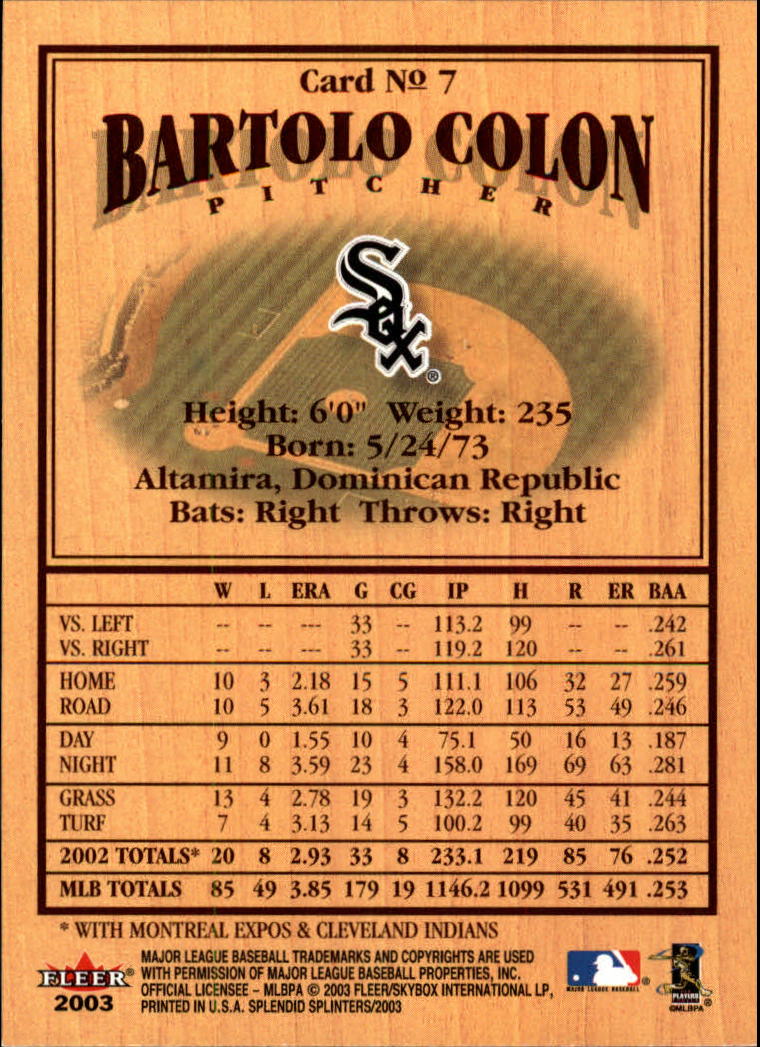 Card Nº 7
BARTOLO COLON
PITCHER
Sox
®
Height: 6'0" Weight: 235
Born: 5/24/73
Altamira, Dominican Republic
Bats: Right Throws: Right
W L ERA G CG IP H R ER BAA
VS. LEFT -- -- --- 33 -- 113.2 99 -- -- .242
VS. RIGHT -- -- --- 33 -- 119.2 120 -- -- .261
HOME 10 3 2.18 15 5 111.1 106 32 27 .259
ROAD 10 5 3.61 18 3 122.0 113 53 49 .246
DAY 9 0 1.55 10 4 75.1 50 16 13 .187
NIGHT 11 8 3.59 23 4 158.0 169 69 63 .281
GRASS 13 4 2.78 19 3 132.2 120 45 41 .244
TURF 7 4 3.13 14 5 100.2 99 40 35 .263
2002 TOTALS* 20 8 2.93 33 8 233.1 219 85 76 .252
MLB TOTALS 85 49 3.85 179 19 1146.2 1099 531 491 .253
* WITH MONTREAL EXPOS & CLEVELAND INDIANS
FLEER®
2003
MAJOR LEAGUE BASEBALL TRADEMARKS AND COPYRIGHTS ARE USED
WITH PERMISSION OF MAJOR LEAGUE BASEBALL PROPERTIES, INC.
OFFICIAL LICENSEE – MLBPA © 2003 FLEER/SKYBOX INTERNATIONAL LP,
PRINTED IN U.S.A. SPLENDID SPLINTERS/2003
MAJOR LEAGUE BASEBALL ®
PLAYERS ®
©MLBPA